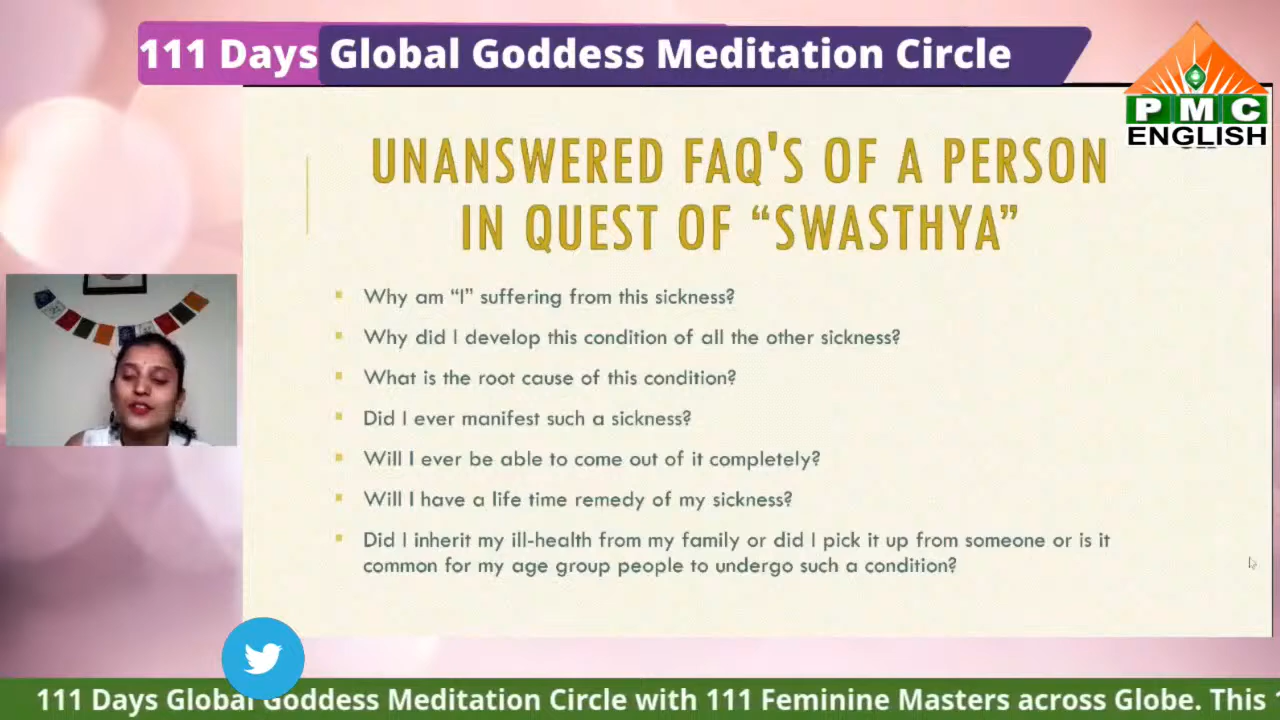 111 Days Global Goddess Meditation Circle
PMC
ENGLISH
UNANSWERED FAQ'S OF A PERSON
IN QUEST OF “SWASTHYA”
Why am “I” suffering from this sickness?
Why did I develop this condition of all the other sickness?
What is the root cause of this condition?
Did I ever manifest such a sickness?
Will I ever be able to come out of it completely?
Will I have a life time remedy of my sickness?
Did I inherit my ill-health from my family or did I pick it up from someone or is it
common for my age group people to undergo such a condition?
111 Days Global Goddess Meditation Circle with 111 Feminine Masters across Globe. This